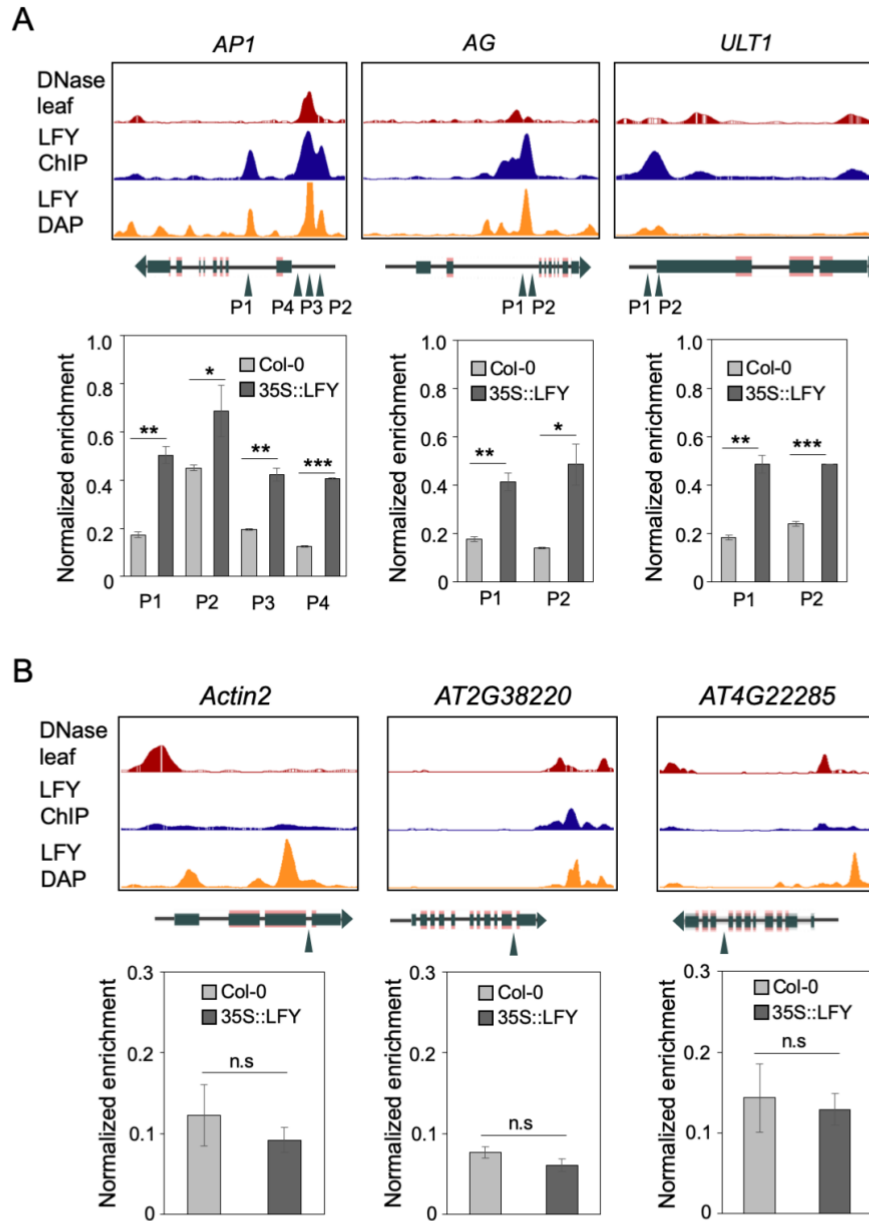 A
AP1 AG ULT1
DNase
leaf
LFY
ChIP
LFY
DAP
P1 P4 P3 P2 P1 P2 P1 P2
Normalized enrichment
1.0
0.8
0.6
0.4
0.2
0
Col-0
35S::LFY
** * ** ***
P1 P2 P3 P4
Normalized enrichment
1.0
0.8
0.6
0.4
0.2
0
Col-0
35S::LFY
** *
P1 P2
Normalized enrichment
1.0
0.8
0.6
0.4
0.2
0
Col-0
35S::LFY
** ***
P1 P2
B
Actin2 AT2G38220 AT4G22285
DNase
leaf
LFY
ChIP
LFY
DAP
Normalized enrichment
0.3
0.2
0.1
0
Col-0
35S::LFY
n.s
Normalized enrichment
0.3
0.2
0.1
0
Col-0
35S::LFY
n.s
Normalized enrichment
0.3
0.2
0.1
0
Col-0
35S::LFY
n.s